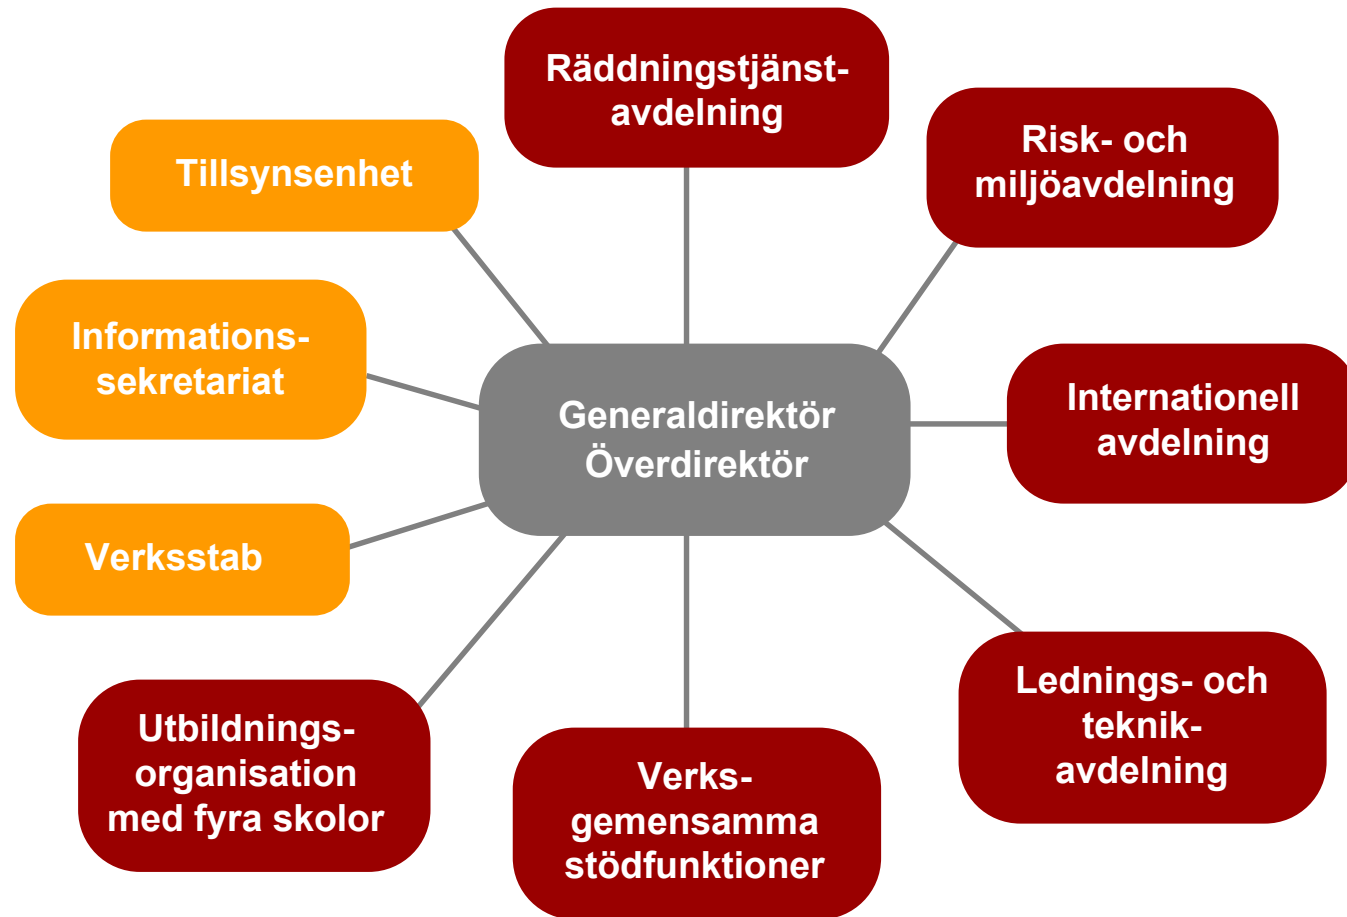 Räddningstjänst-
avdelning
Risk- och
miljöavdelning
Tillsynsenhet
Informations-
sekretariat
Generaldirektör
Överdirektör
Internationell
avdelning
Verksstab
Lednings- och
teknik-
avdelning
Utbildnings-
organisation
med fyra skolor
Verks-
gemensamma
stödfunktioner